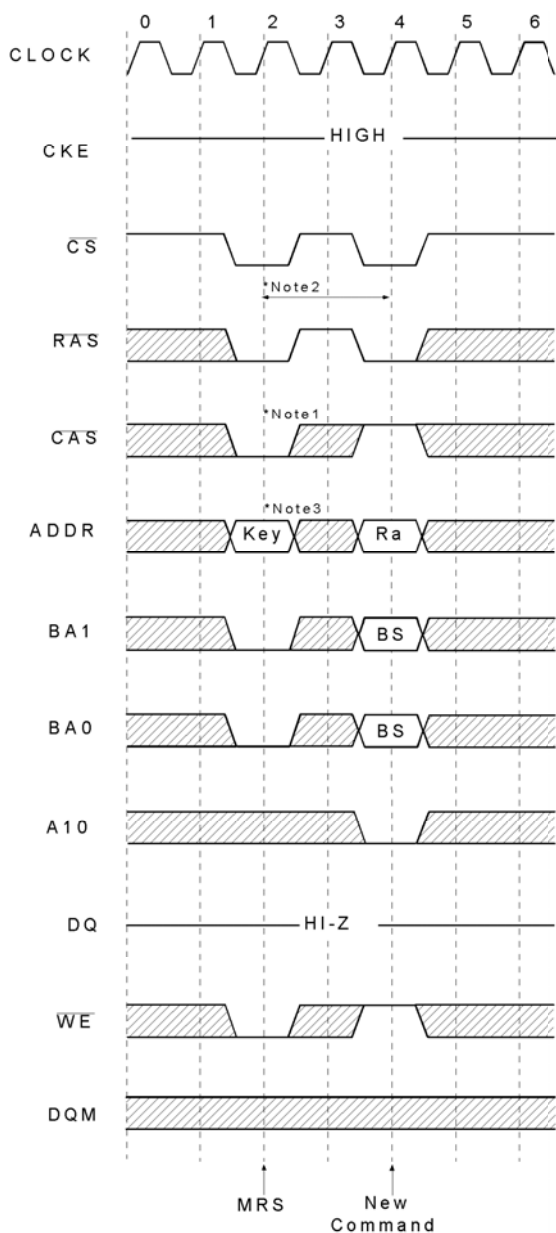 0 1 2 3 4 5 6
CLOCK
CKE HIGH
CS
*Note2
RAS
*Note1
CAS
*Note3
ADDR Key Ra
BA1 BS
BA0 BS
A10
DQ HI-Z
WE
DQM
MRS New
Command